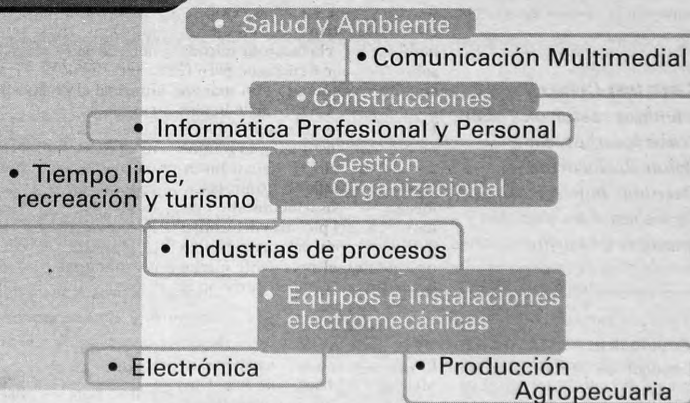 • Salud y Ambiente
• Comunicación Multimedial
• Construcciones
• Informática Profesional y Personal
• Gestión
Organizacional
• Tiempo libre,
recreación y turismo
• Industrias de procesos
• Equipos e Instalaciones
electromecánicas
• Electrónica
• Producción
Agropecuaria